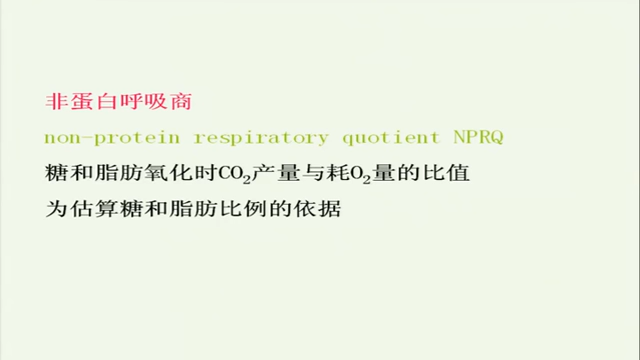 非蛋白呼吸商
non-protein respiratory quotient NPRQ
糖和脂肪氧化时CO₂产量与耗O₂量的比值
为估算糖和脂肪比例的依据